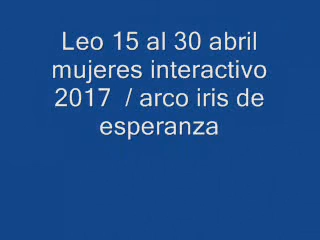 Leo 15 al 30 abril
mujeres interactivo
2017  / arco iris de
esperanza